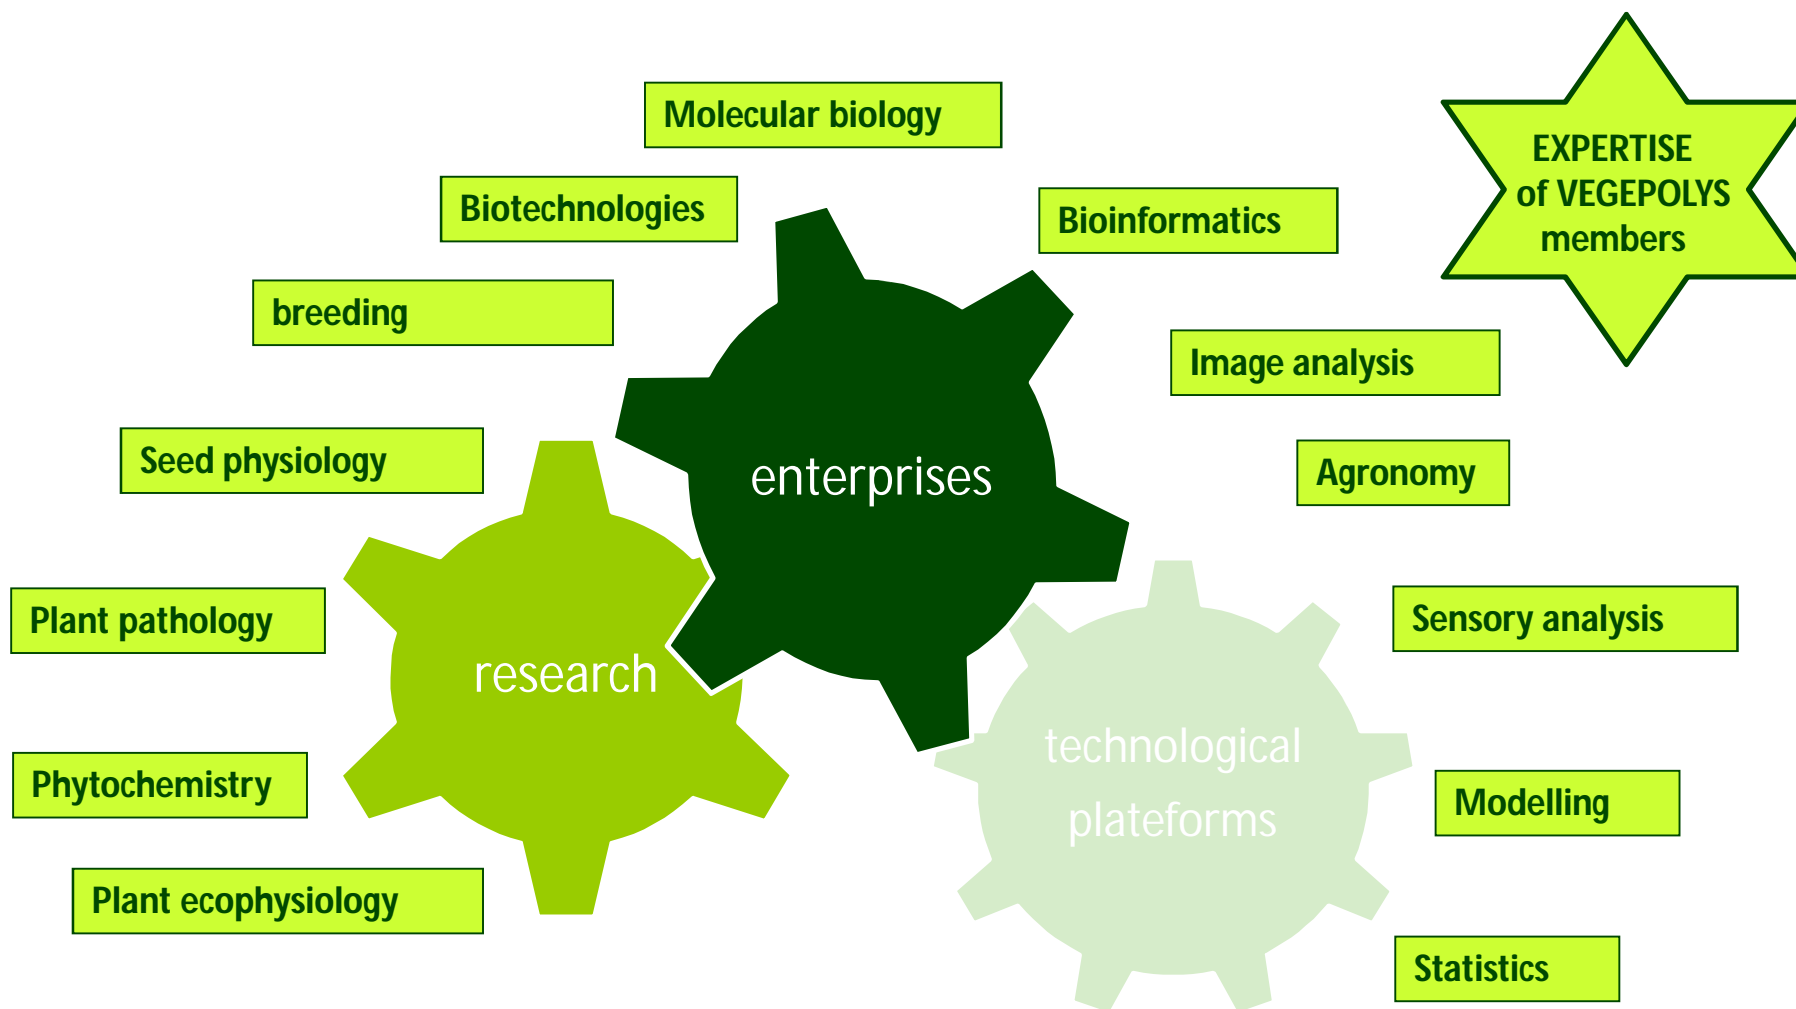 Molecular biology
EXPERTISE
of VEGEPOLYS
members
Biotechnologies
Bioinformatics
breeding
Image analysis
Seed physiology
Agronomy
enterprises
Plant pathology
Sensory analysis
research
technological
plateforms
Phytochemistry
Modelling
Plant ecophysiology
Statistics